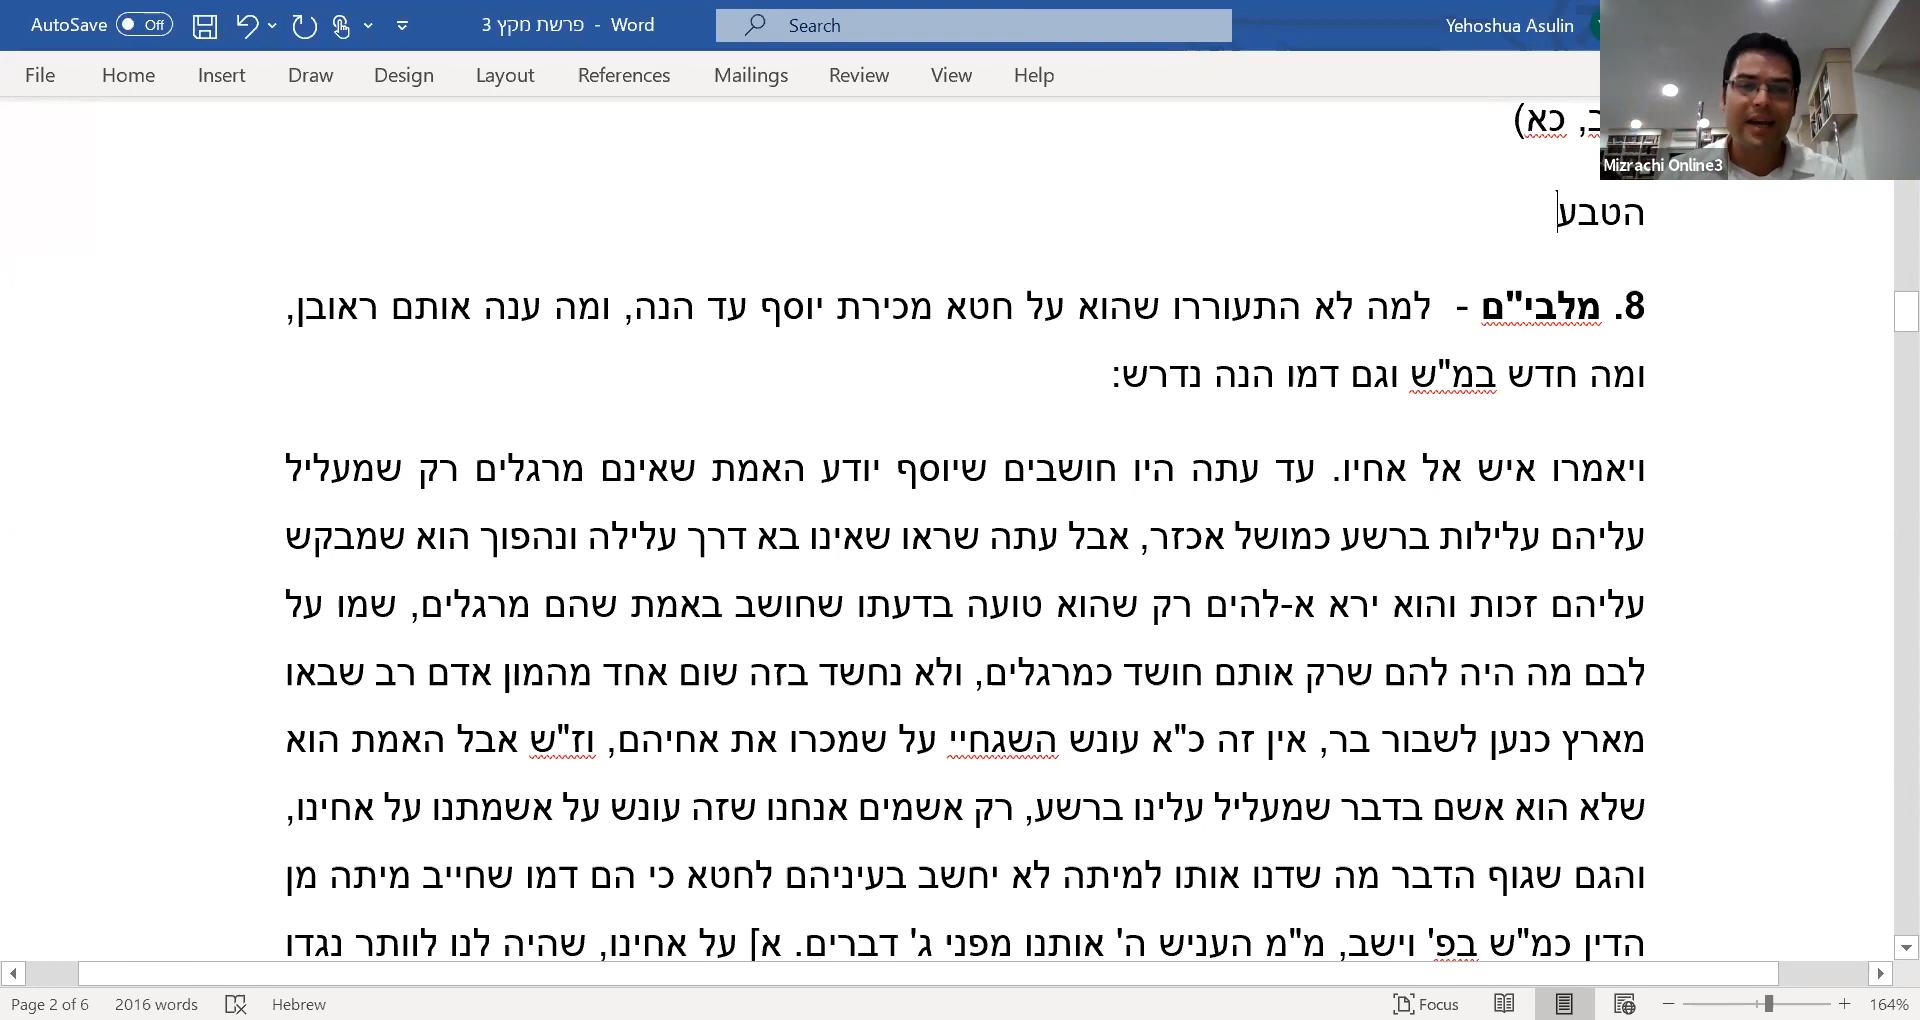 AutoSave Off פרשת מקץ 3 - Word Search Yehoshua Asulin
File Home Insert Draw Design Layout References Mailings Review View Help
Mizrachi Online3
ב, כא)
הטבע
8. מלבי"ם - למה לא התעוררו שהוא על חטא מכירת יוסף עד הנה, ומה ענה אותם ראובן,
ומה חדש במ"ש וגם דמו הנה נדרש:
ויאמרו איש אל אחיו. עד עתה היו חושבים שיוסף יודע האמת שאינם מרגלים רק שמעליל
עליהם עלילות ברשע כמושל אכזר, אבל עתה שראו שאינו בא דרך עלילה ונהפוך הוא שמבקש
עליהם זכות והוא ירא א-להים רק שהוא טועה בדעתו שחושב באמת שהם מרגלים, שמו על
לבם מה היה להם שרק אותם חושד כמרגלים, ולא נחשד בזה שום אחד מהמון אדם רב שבאו
מארץ כנען לשבור בר, אין זה כ"א עונש השגחיי על שמכרו את אחיהם, וז"ש אבל האמת הוא
שלא הוא אשם בדבר שמעליל עלינו ברשע, רק אשמים אנחנו שזה עונש על אשמתנו על אחינו,
והגם שגוף הדבר מה שדנו אותו למיתה לא יחשב בעיניהם לחטא כי הם דמו שחייב מיתה מן
הדין כמ"ש בפ' וישב, מ"מ העניש ה' אותנו מפני ג' דברים. א] על אחינו, שהיה לנו לוותר נגדו
Page 2 of 6 2016 words Hebrew Focus 164%